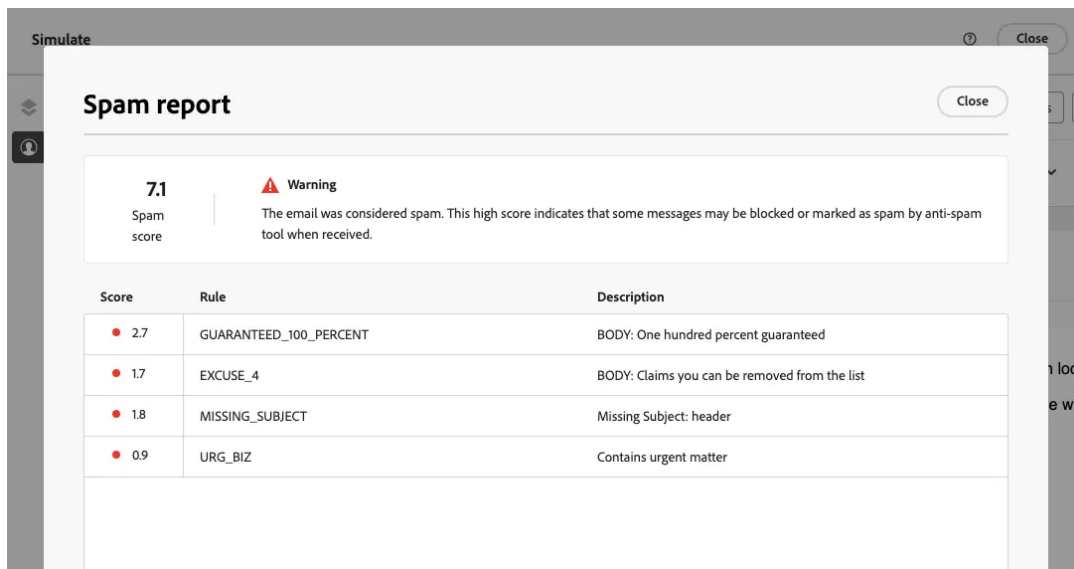 Simulate
Close
Spam report
Close
7.1
Spam
score
Warning
The email was considered spam. This high score indicates that some messages may be blocked or marked as spam by anti-spam
tool when received.
Score Rule Description
2.7 GUARANTEED_100_PERCENT BODY: One hundred percent guaranteed
1.7 EXCUSE_4 BODY: Claims you can be removed from the list
1.8 MISSING_SUBJECT Missing Subject: header
0.9 URG_BIZ Contains urgent matter